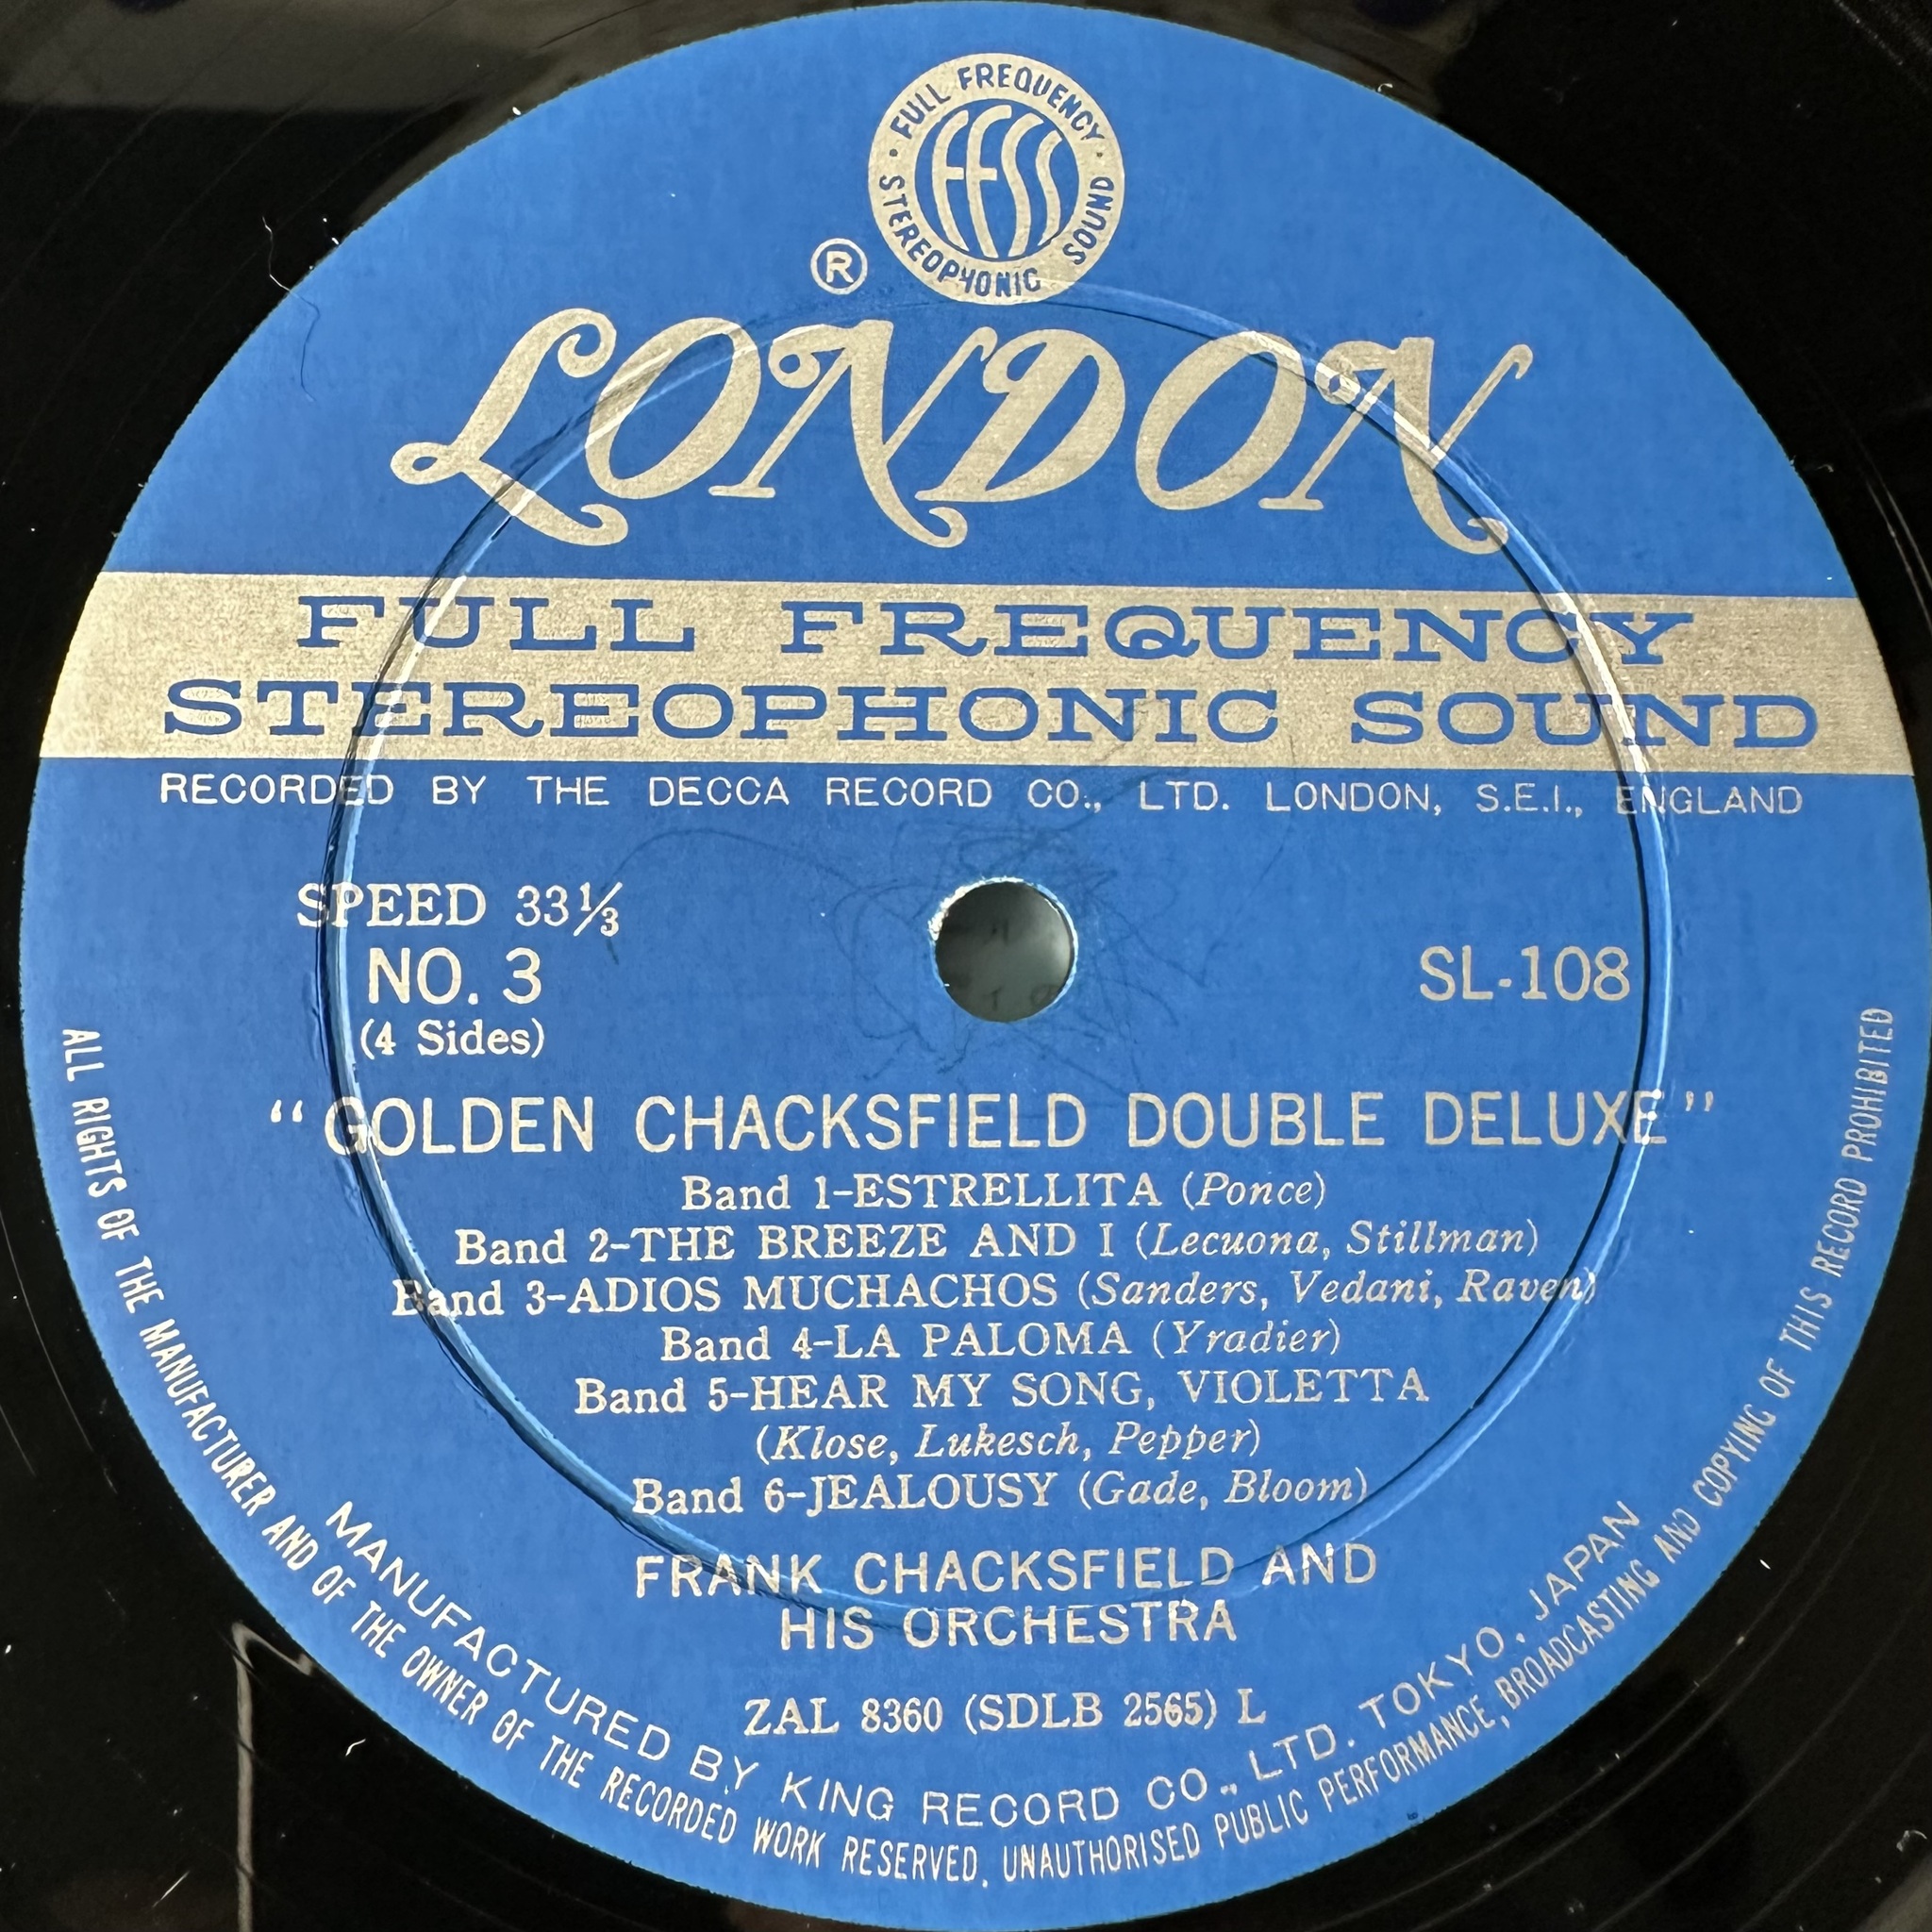 FULL FREQUENCY
ffss
STEREOPHONIC SOUND
®
LONDON
FULL FREQUENCY
STEREOPHONIC SOUND
RECORDED BY THE DECCA RECORD CO., LTD. LONDON, S.E.I., ENGLAND
SPEED 33⅓
NO. 3
(4 Sides)
SL-108
“GOLDEN CHACKSFIELD DOUBLE DELUXE”
Band 1-ESTRELLITA (Ponce)
Band 2-THE BREEZE AND I (Lecuona, Stillman)
Band 3-ADIOS MUCHACHOS (Sanders, Vedani, Raven)
Band 4-LA PALOMA (Yradier)
Band 5-HEAR MY SONG, VIOLETTA
(Klose, Lukesch, Pepper)
Band 6-JEALOUSY (Gade, Bloom)
FRANK CHACKSFIELD AND
HIS ORCHESTRA
ZAL 8360 (SDLB 2565) L
MANUFACTURED BY KING RECORD CO., LTD. TOKYO, JAPAN
ALL RIGHTS OF THE MANUFACTURER AND OF THE OWNER OF THE RECORDED WORK RESERVED. UNAUTHORISED PUBLIC PERFORMANCE, BROADCASTING AND COPYING OF THIS RECORD PROHIBITED